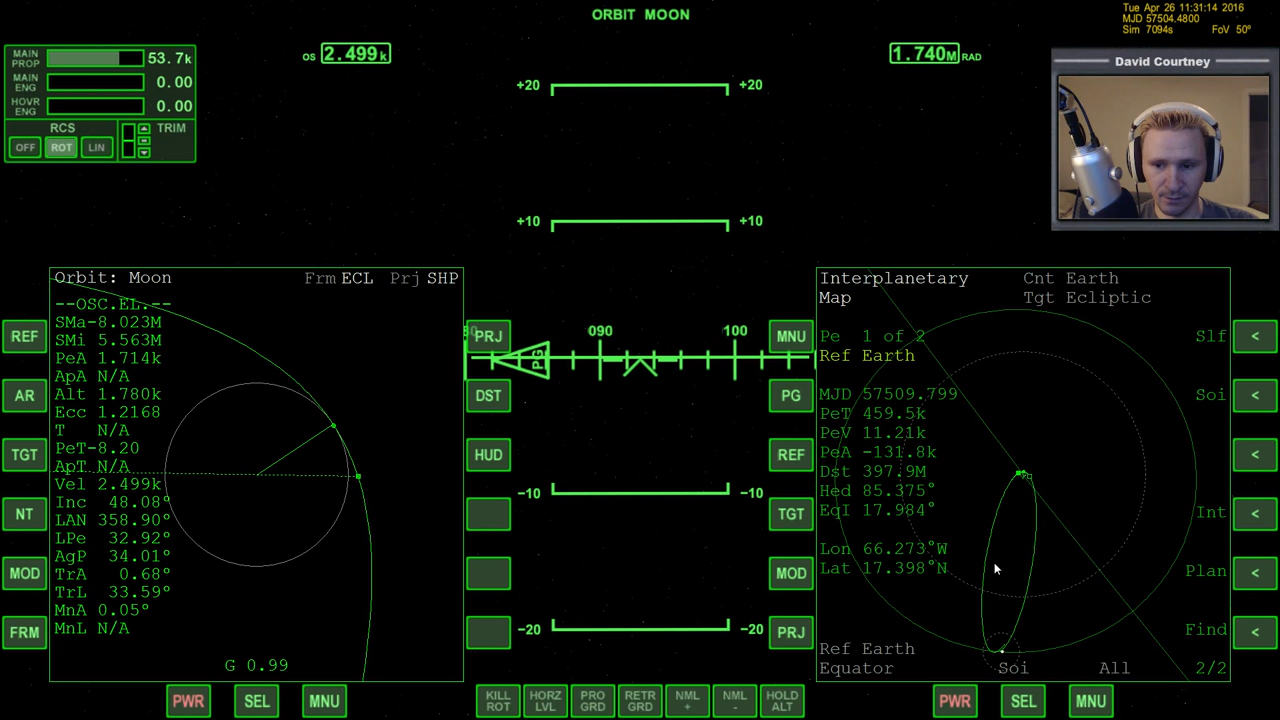 ORBIT MOON
Tue Apr 26 11:31:14 2016
MJD 57504.4800
Sim 7094s FoV 50°
David Courtney
MAIN PROP 53.7k
MAIN ENG 0.00
HOVR ENG 0.00
RCS TRIM
OFF ROT LIN
OS 2.499k
1.740M RAD
+20 +20
+10 +10
090 100
PG
-10 -10
-20 -20
Orbit: Moon Frm ECL Prj SHP
--OSC.EL.--
SMa-8.023M
SMi 5.563M
PeA 1.714k
ApA N/A
Alt 1.780k
Ecc 1.2168
T N/A
PeT-8.20
ApT N/A
Vel 2.499k
Inc 48.08°
LAN 358.90°
LPe 32.92°
AgP 34.01°
TrA 0.68°
TrL 33.59°
MnA 0.05°
MnL N/A
G 0.99
REF
AR
TGT
NT
MOD
FRM
PRJ
DST
HUD
PWR SEL MNU
KILL ROT
HORZ LVL
PRO GRD
RETR GRD
NML +
NML -
HOLD ALT
MNU
PG
REF
TGT
MOD
PRJ
Interplanetary Cnt Earth
Map Tgt Ecliptic
Pe 1 of 2
Ref Earth
MJD 57509.799
PeT 459.5k
PeV 11.21k
PeA -131.8k
Dst 397.9M
Hed 85.375°
EqI 17.984°
Lon 66.273°W
Lat 17.398°N
Ref Earth
Equator Soi All 2/2
Slf <
Soi <
<
Int <
Plan <
Find <
PWR SEL MNU